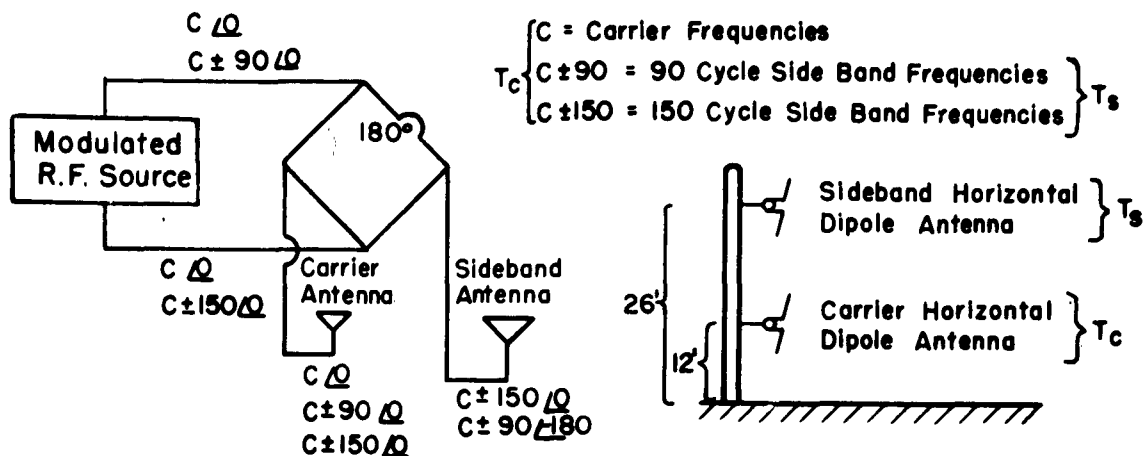 C /0
C ± 90 /0
Modulated
R.F. Source
180°
C /0
C±150 /0
Carrier
Antenna
Sideband
Antenna
C /0
C±90 /0
C±150 /0
C±150 /0
C±90 /-180
Tc
C = Carrier Frequencies
C±90 = 90 Cycle Side Band Frequencies
C±150 = 150 Cycle Side Band Frequencies
Ts
Sideband Horizontal
Dipole Antenna
Ts
26'
Carrier Horizontal
Dipole Antenna
Tc
12'